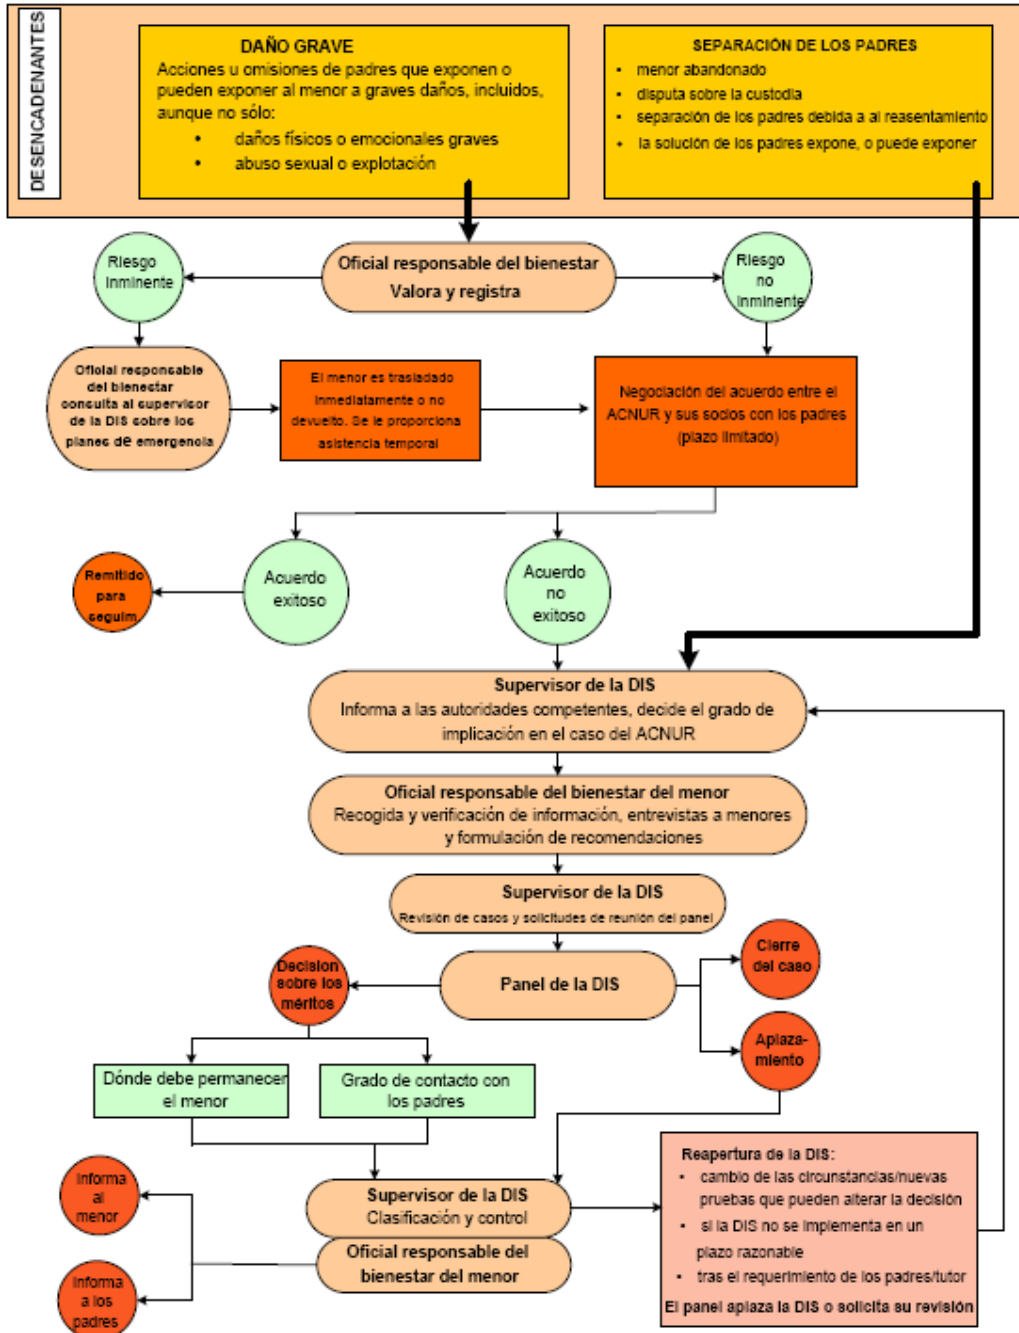 DESENCADENANTES
DAÑO GRAVE
Acciones u omisiones de padres que exponen o
pueden exponer al menor a graves daños, incluidos,
aunque no sólo:
• daños físicos o emocionales graves
• abuso sexual o explotación
SEPARACIÓN DE LOS PADRES
• menor abandonado
• disputa sobre la custodia
• separación de los padres debida a al reasentamiento
• la solución de los padres expone, o puede exponer
Riesgo
inminente
Oficial responsable del bienestar
Valora y registra
Riesgo
no
inminente
Oficial responsable
del bienestar
consulta al supervisor
de la DIS sobre los
planes de emergencia
El menor es trasladado
inmediatamente o no
devuelto. Se le proporciona
asistencia temporal
Negociación del acuerdo entre el
ACNUR y sus socios con los padres
(plazo limitado)
Remitido
para
seguim.
Acuerdo
exitoso
Acuerdo
no
exitoso
Supervisor de la DIS
Informa a las autoridades competentes, decide el grado de
implicación en el caso del ACNUR
Oficial responsable del bienestar del menor
Recogida y verificación de información, entrevistas a menores
y formulación de recomendaciones
Supervisor de la DIS
Revisión de casos y solicitudes de reunión del panel
Decision
sobre los
méritos
Panel de la DIS
Cierre
del caso
Aplaza-
miento
Dónde debe permanecer
el menor
Grado de contacto con
los padres
Informa
al
menor
Informa
a los
padres
Supervisor de la DIS
Clasificación y control
Oficial responsable del
bienestar del menor
Reapertura de la DIS:
• cambio de las circunstancias/nuevas
pruebas que pueden alterar la decisión
• si la DIS no se implementa en un
plazo razonable
• tras el requerimiento de los padres/tutor
El panel aplaza la DIS o solicita su revisión